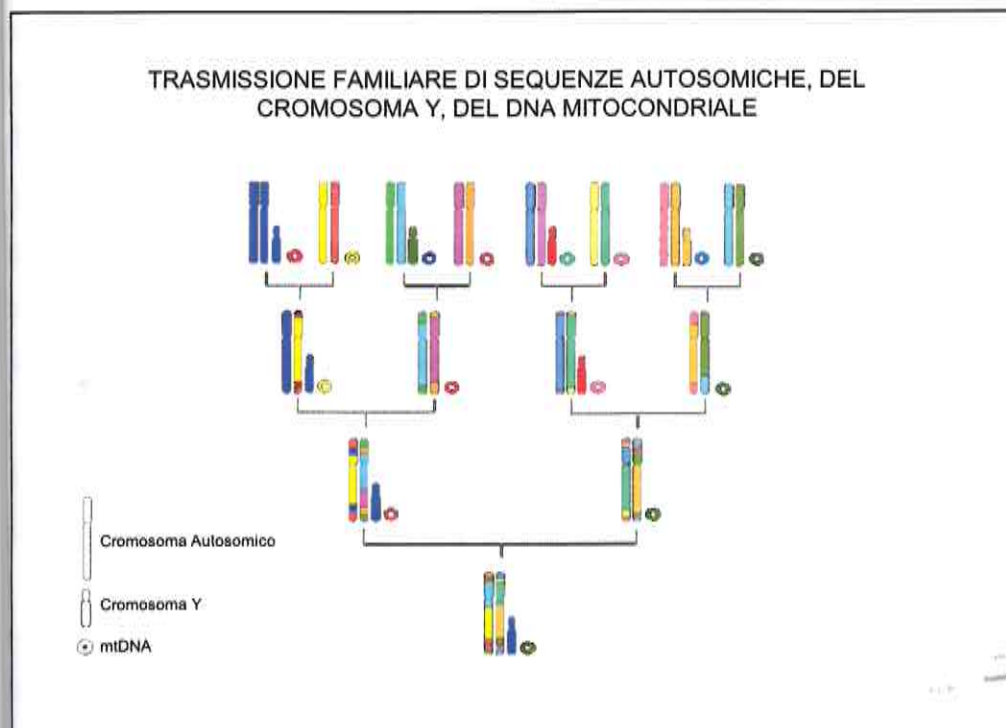 TRASMISSIONE FAMILIARE DI SEQUENZE AUTOSOMICHE, DEL
CROMOSOMA Y, DEL DNA MITOCONDRIALE
Cromosoma Autosomico
Cromosoma Y
mtDNA